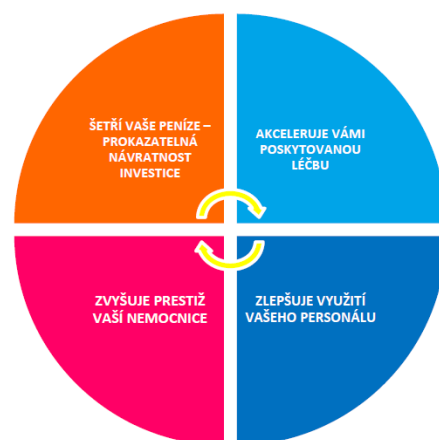 ŠETŘÍ VAŠE PENÍZE –
PROKAZATELNÁ
NÁVRATNOST
INVESTICE
AKCELERUJE VÁMI
POSKYTOVANOU
LÉČBU
ZVYŠUJE PRESTIŽ
VAŠÍ NEMOCNICE
ZLEPŠUJE VYUŽITÍ
VAŠEHO PERSONÁLU